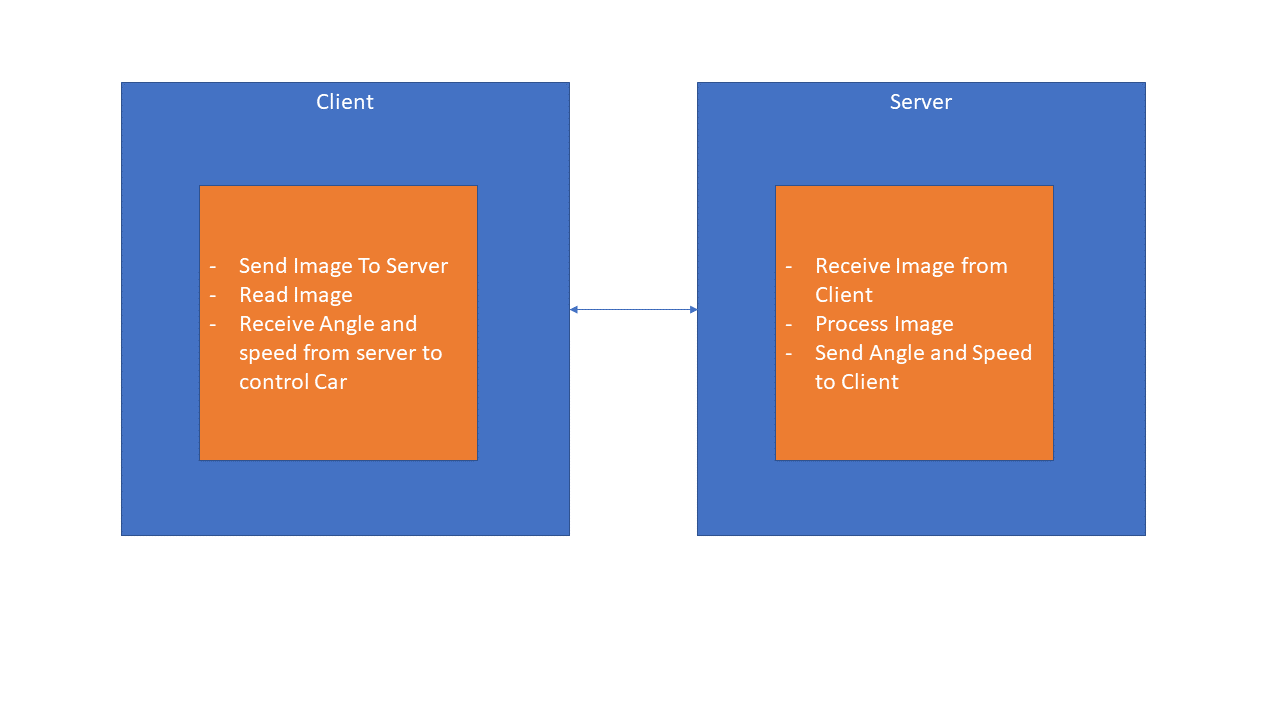 Client
- Send Image To Server
- Read Image
- Receive Angle and
speed from server to
control Car
Server
- Receive Image from
Client
- Process Image
- Send Angle and Speed
to Client